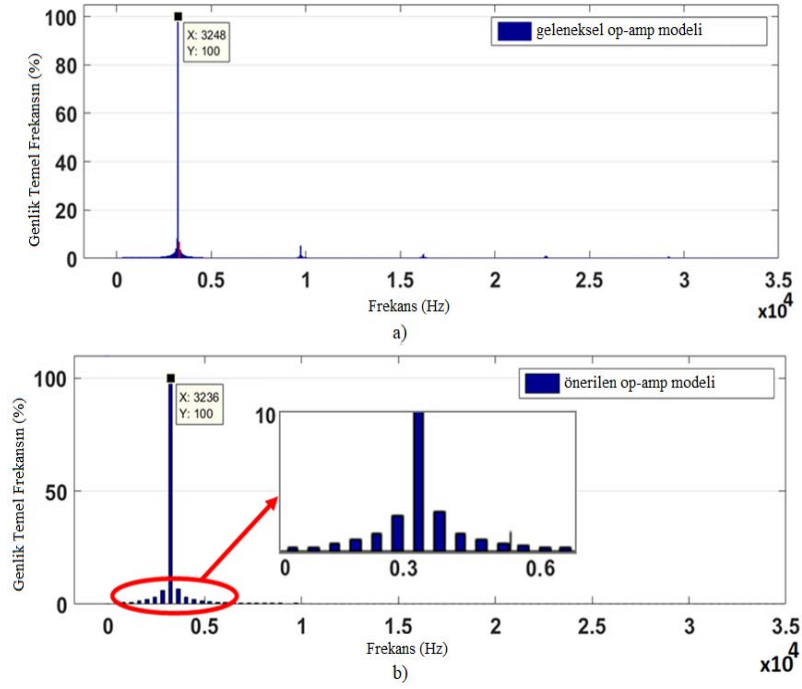 Genlik Temel Frekansın (%)
100
80
60
40
20
0
X: 3248
Y: 100
geleneksel op-amp modeli
0 0.5 1 1.5 2 2.5 3 3.5
x10^4
Frekans (Hz)
a)
Genlik Temel Frekansın (%)
100
50
0
X: 3236
Y: 100
önerilen op-amp modeli
10
0 0.3 0.6
0 0.5 1 1.5 2 2.5 3 3.5
x10^4
Frekans (Hz)
b)